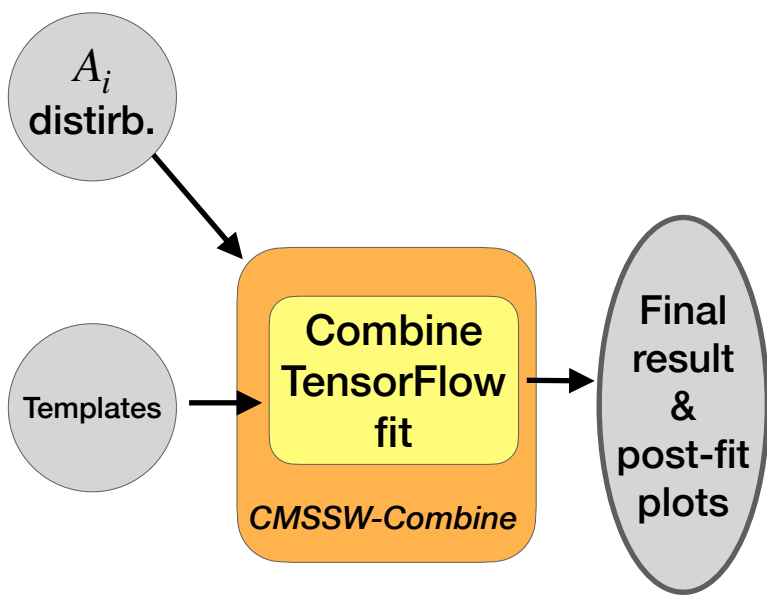 A_i
distirb.
Templates
Combine
TensorFlow
fit
CMSSW-Combine
Final
result
&
post-fit
plots